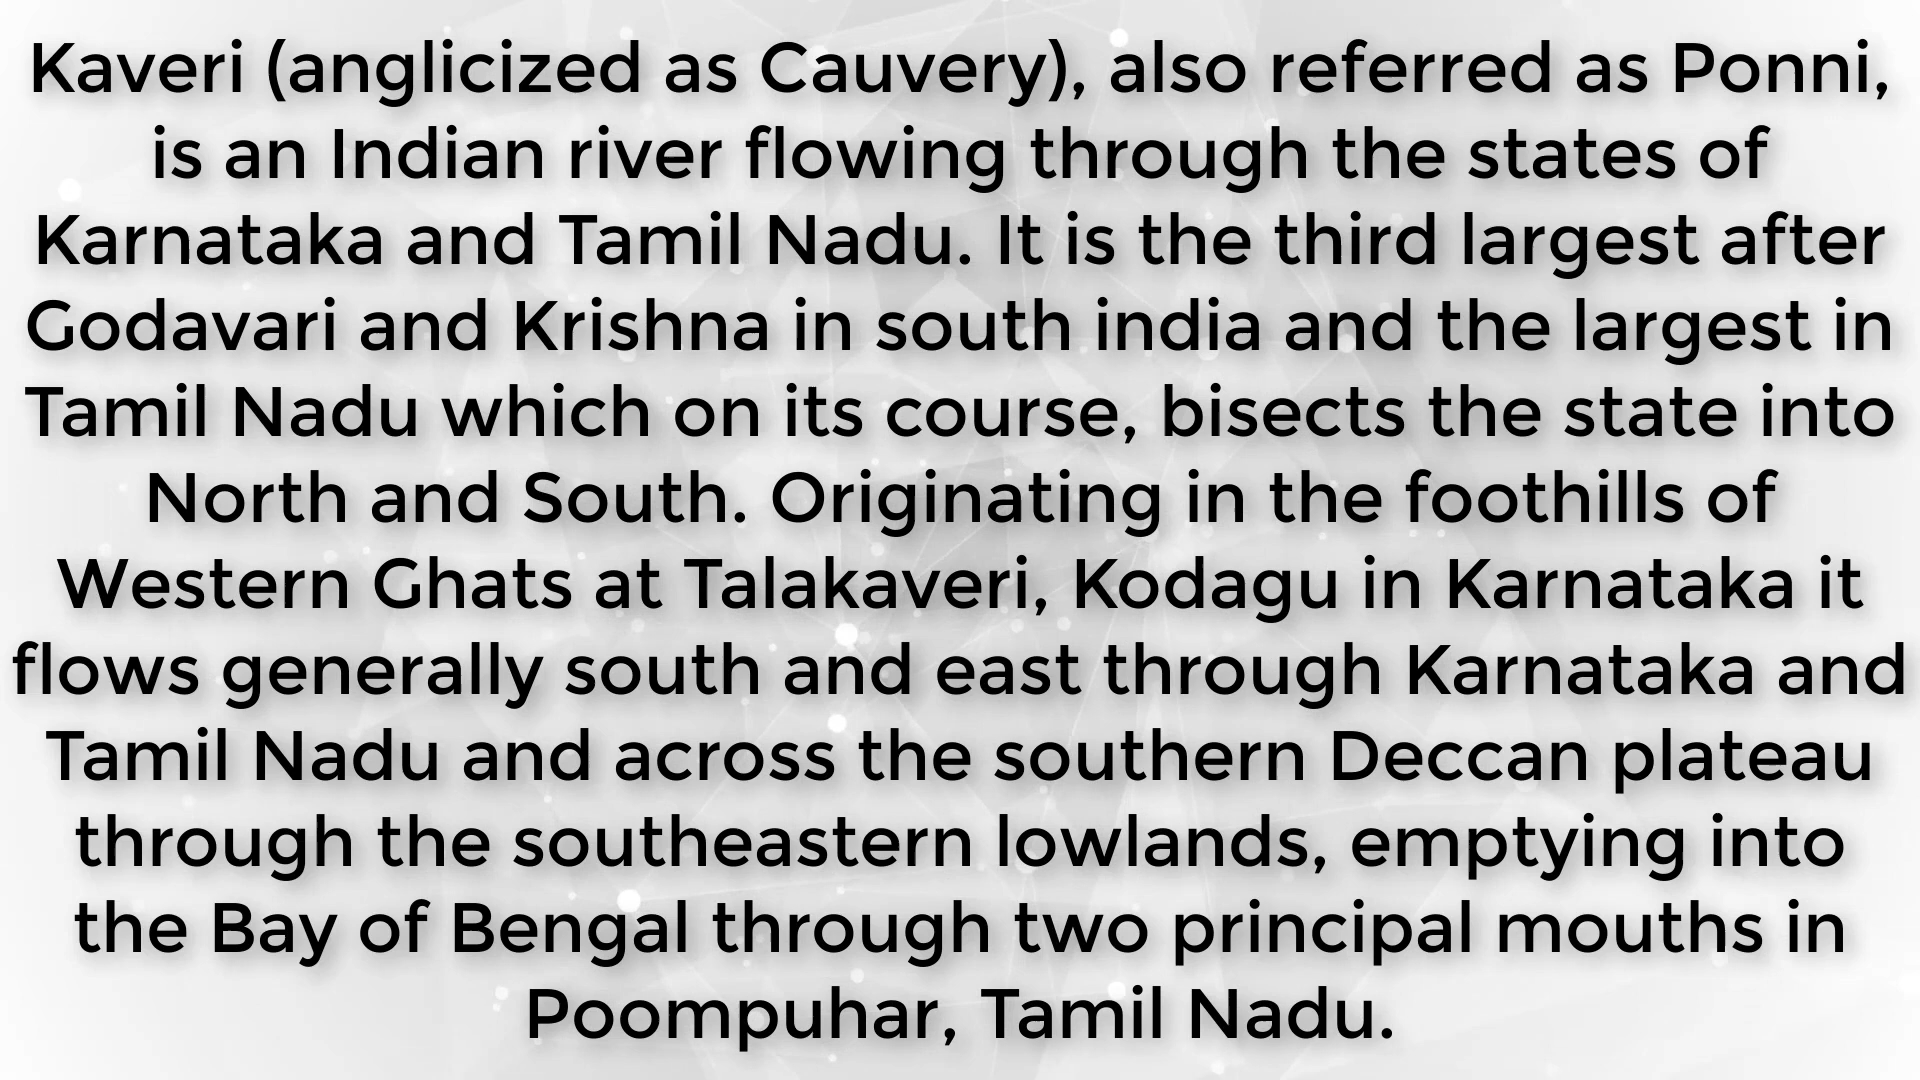 Kaveri (anglicized as Cauvery), also referred as Ponni,
is an Indian river flowing through the states of
Karnataka and Tamil Nadu. It is the third largest after
Godavari and Krishna in south india and the largest in
Tamil Nadu which on its course, bisects the state into
North and South. Originating in the foothills of
Western Ghats at Talakaveri, Kodagu in Karnataka it
flows generally south and east through Karnataka and
Tamil Nadu and across the southern Deccan plateau
through the southeastern lowlands, emptying into
the Bay of Bengal through two principal mouths in
Poompuhar, Tamil Nadu.